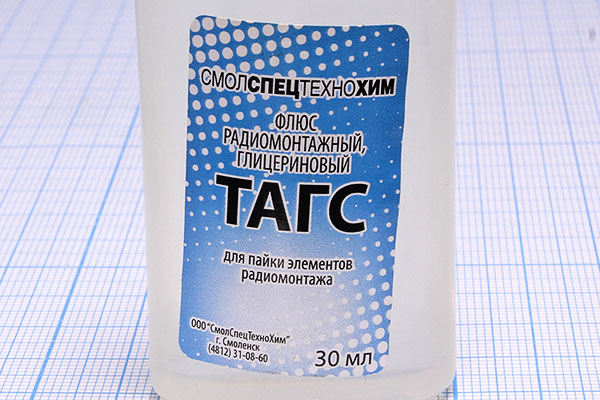 СМОЛСПЕЦТЕХНОХИМ
ФЛЮС
РАДИОМОНТАЖНЫЙ,
ГЛИЦЕРИНОВЫЙ
ТАГС
для пайки элементов
радиомонтажа
ООО "СмолСпецТехноХим"
г. Смоленск
(4812) 31-08-60
30 мл